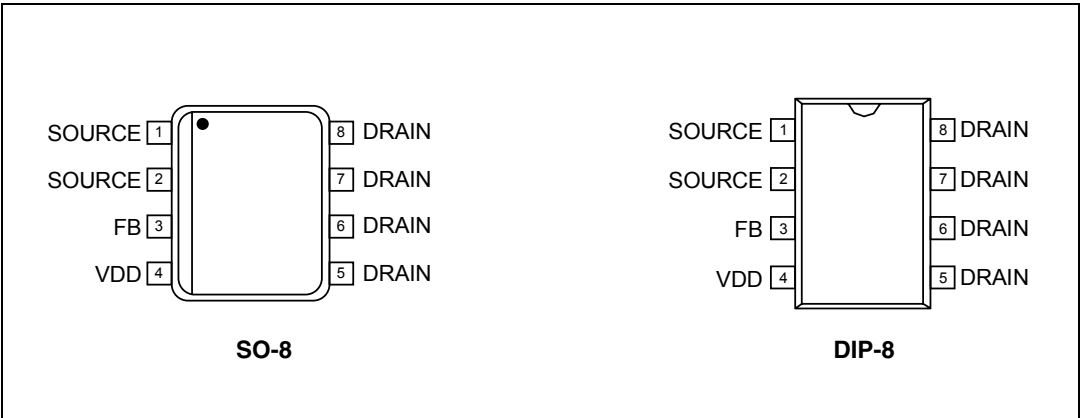 SOURCE 1 8 DRAIN
SOURCE 2 7 DRAIN
FB 3 6 DRAIN
VDD 4 5 DRAIN
SO-8
SOURCE 1 8 DRAIN
SOURCE 2 7 DRAIN
FB 3 6 DRAIN
VDD 4 5 DRAIN
DIP-8